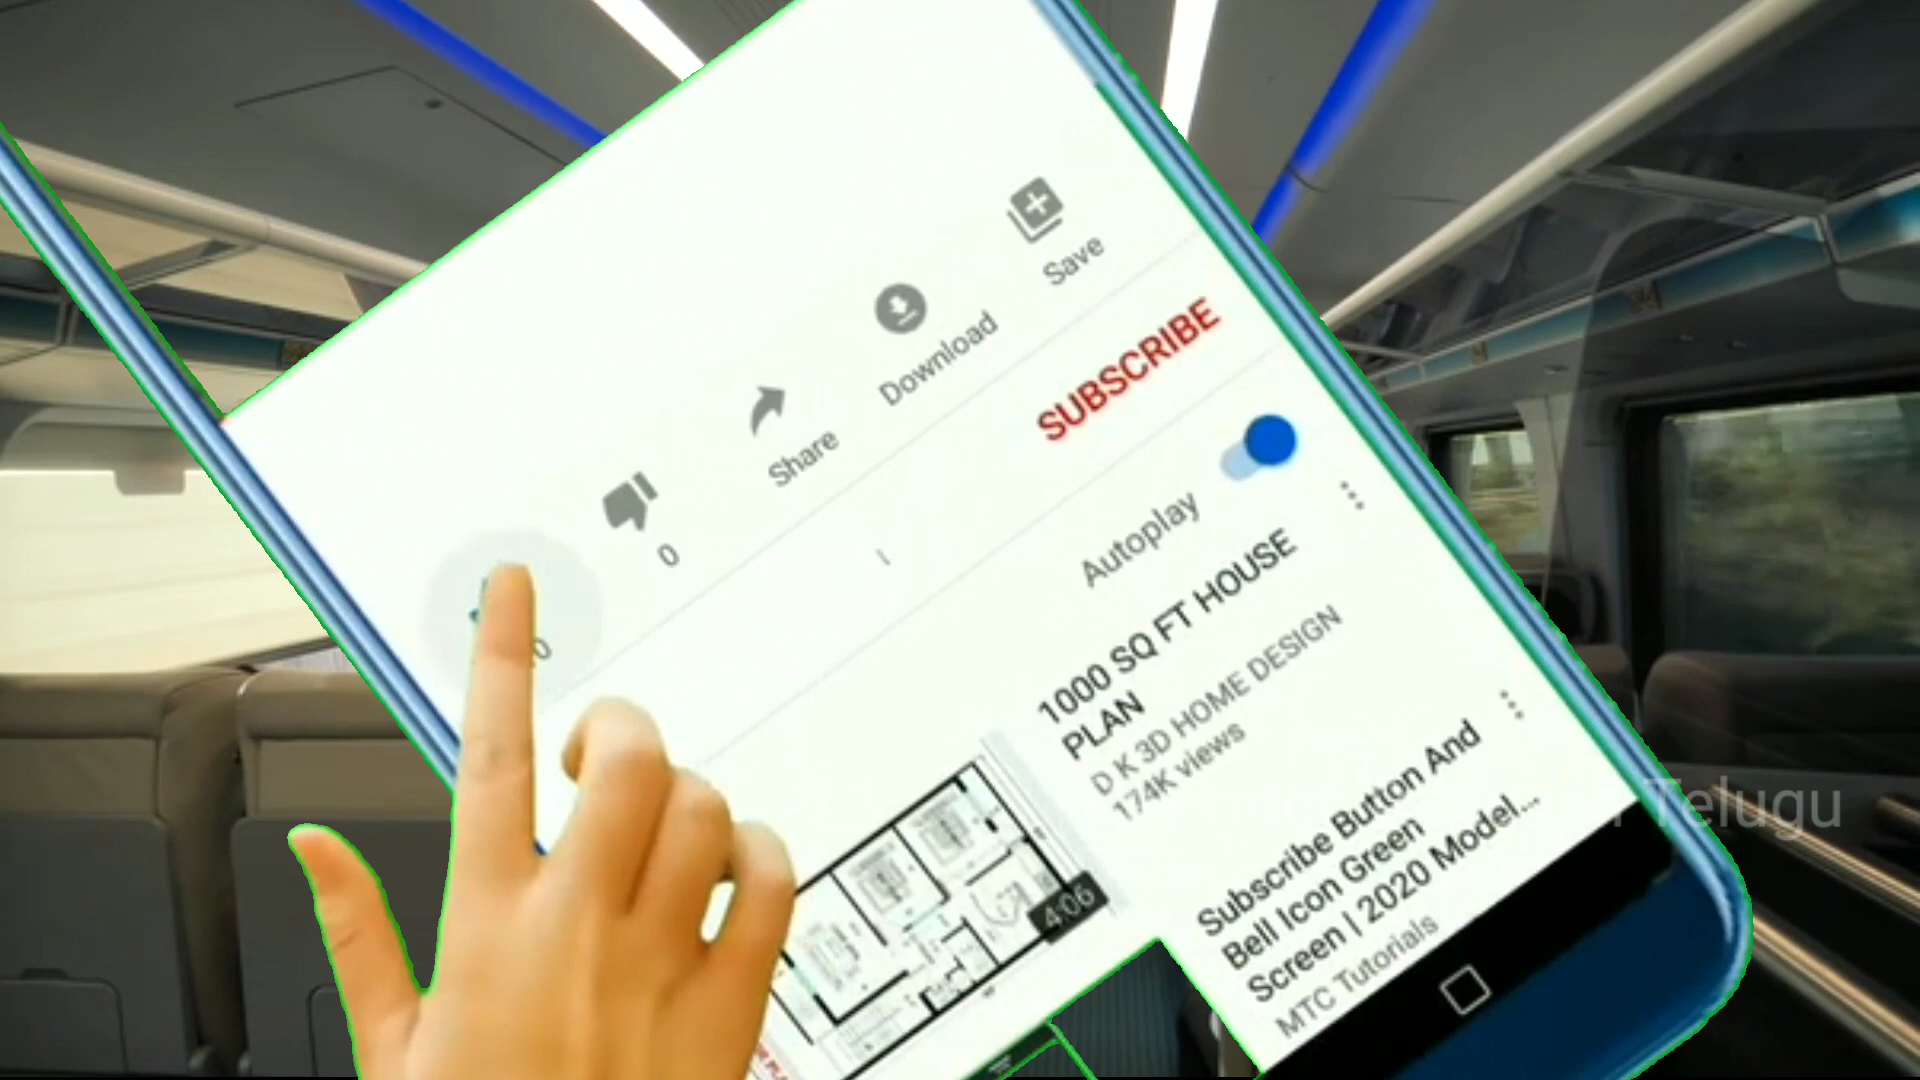 Save
Download
Share
0
0
SUBSCRIBE
Autoplay
1000 SQ FT HOUSE
PLAN
D K 3D HOME DESIGN
174K views
4:06
Subscribe Button And
Bell Icon Green
Screen | 2020 Model...
MTC Tutorials
Telugu